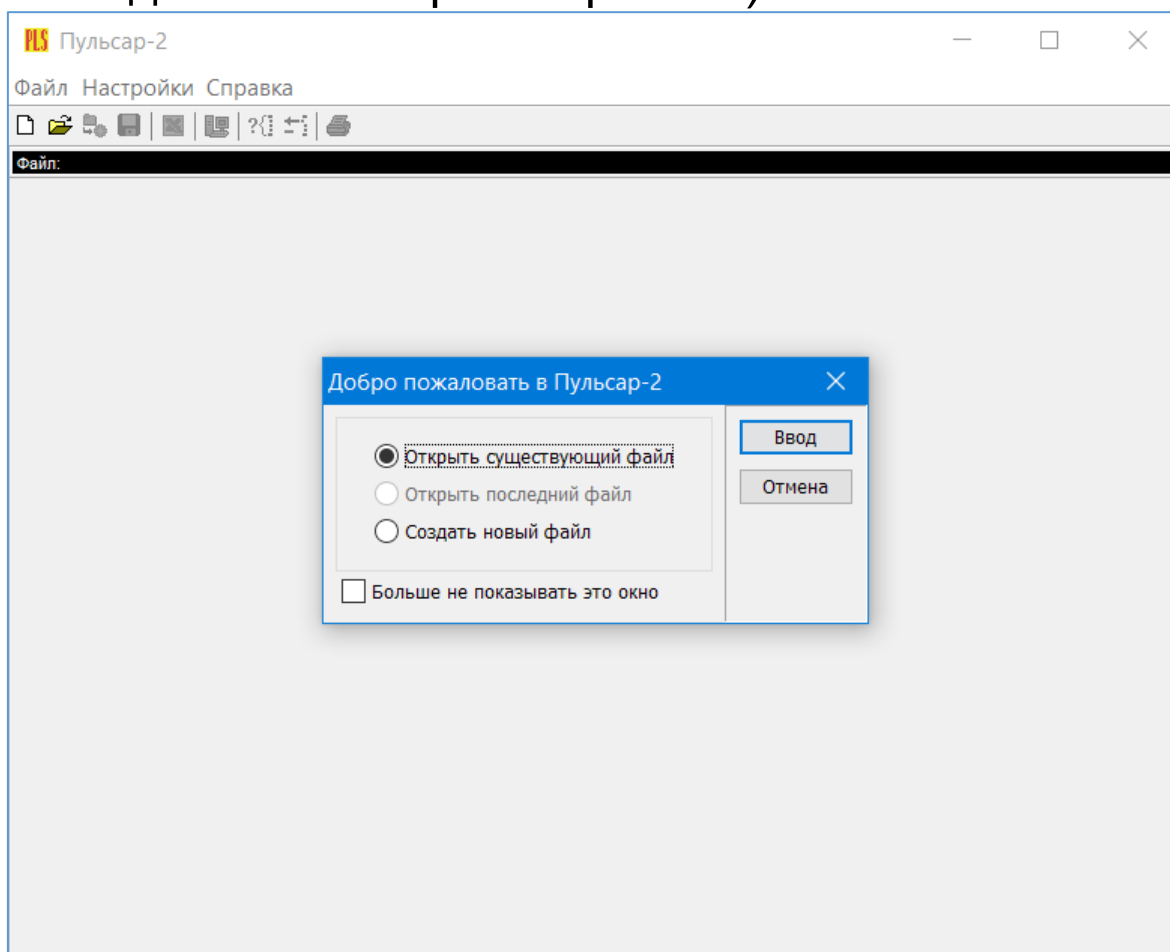 PLS Пульсар-2
Файл Настройки Справка
Файл:
Добро пожаловать в Пульсар-2
Открыть существующий файл
Открыть последний файл
Создать новый файл
Больше не показывать это окно
Ввод
Отмена